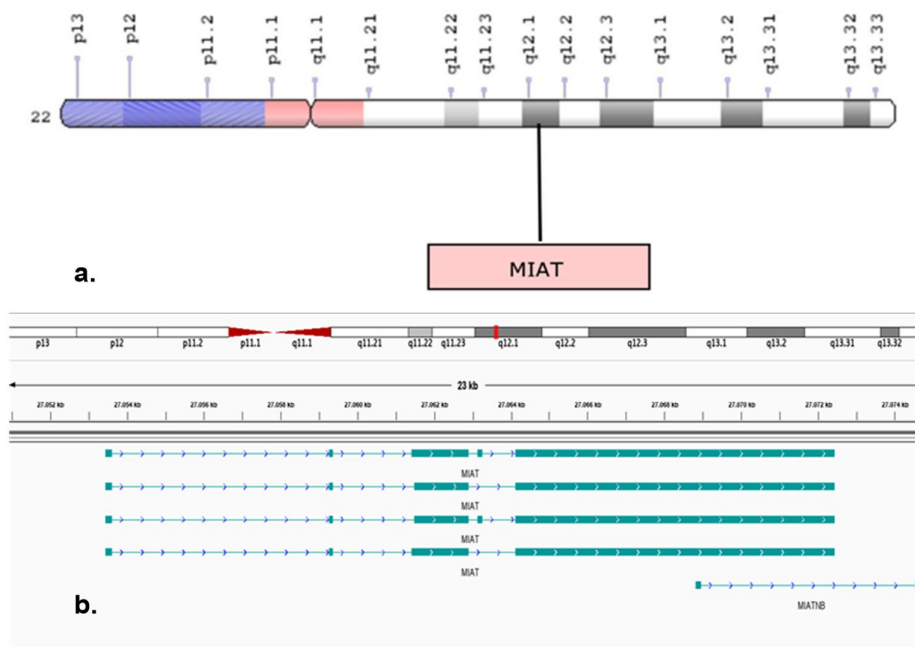 p13 p12 p11.2 p11.1 q11.1 q11.21 q11.22 q11.23 q12.1 q12.2 q12.3 q13.1 q13.2 q13.31 q13.32 q13.33
22
MIAT
a.
p13 p12 p11.2 p11.1 q11.1 q11.21 q11.22 q11.23 q12.1 q12.2 q12.3 q13.1 q13.2 q13.31 q13.32
23 kb
27.052 kb 27.054 kb 27.056 kb 27.058 kb 27.060 kb 27.062 kb 27.064 kb 27.066 kb 27.068 kb 27.070 kb 27.072 kb 27.074 kb
MIAT
MIAT
MIAT
MIAT
b.
MIATNB